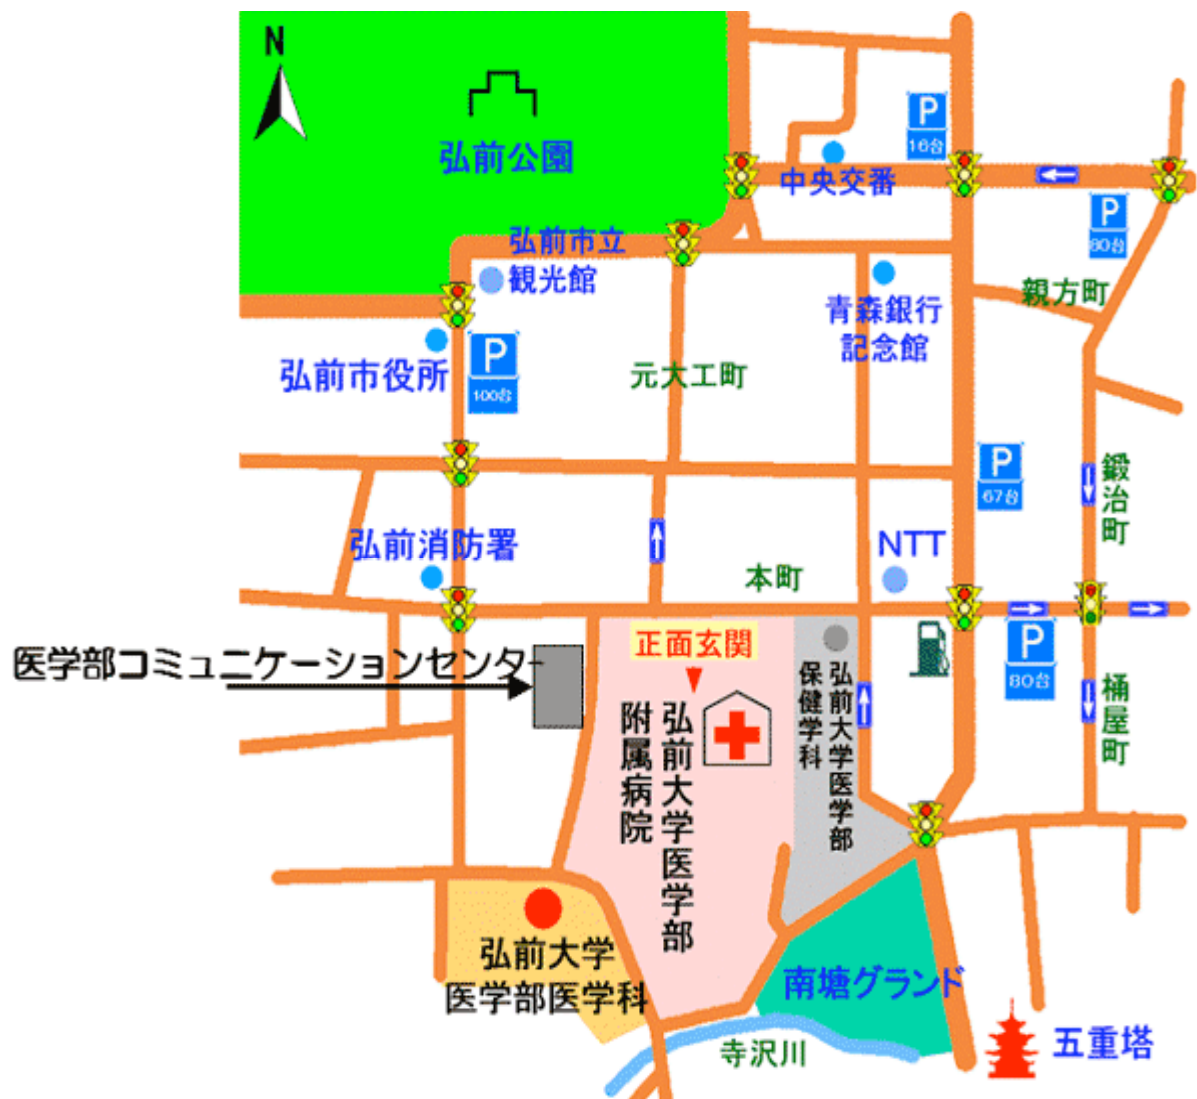 N
弘前公園
P
16台
中央交番
P
80台
弘前市立
観光館
親方町
青森銀行
記念館
弘前市役所
P
100台
元大工町
P
67台
鍛治町
弘前消防署
NTT
本町
正面玄関
P
80台
医学部コミュニケーションセンター
弘前大学医学部
保健学科
桶屋町
弘前大学医学部
附属病院
弘前大学
医学部医学科
南塘グランド
寺沢川
五重塔